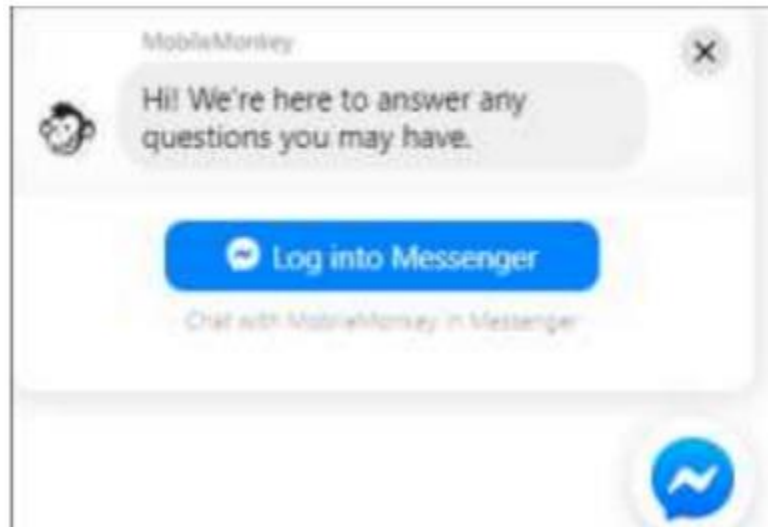 MobileMonkey
Hi! We're here to answer any
questions you may have.
Log into Messenger
Chat with MobileMonkey in Messenger